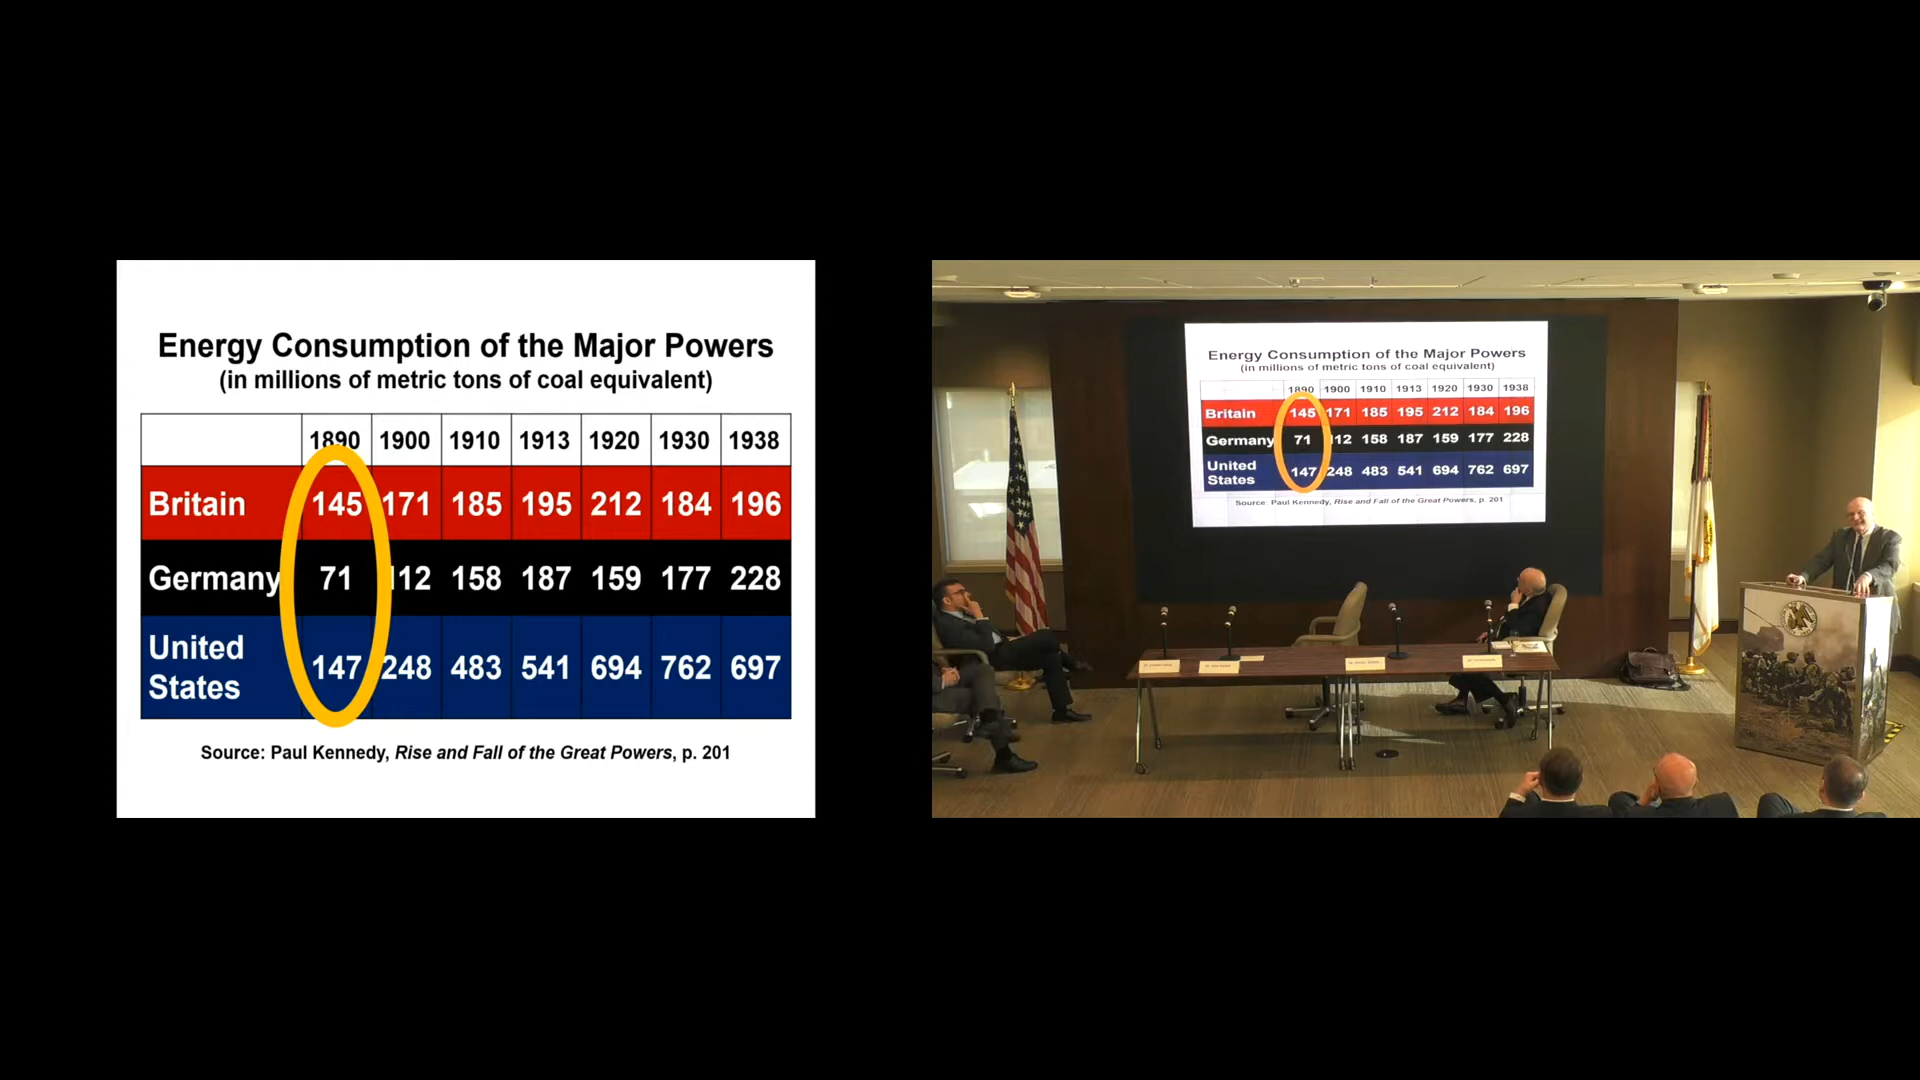 Energy Consumption of the Major Powers
(in millions of metric tons of coal equivalent)
1890 1900 1910 1913 1920 1930 1938
Britain 145 171 185 195 212 184 196
Germany 71 112 158 187 159 177 228
United States 147 248 483 541 694 762 697
Source: Paul Kennedy, Rise and Fall of the Great Powers, p. 201
Energy Consumption of the Major Powers
(in millions of metric tons of coal equivalent)
1890 1900 1910 1913 1920 1930 1938
Britain 145 171 185 195 212 184 196
Germany 71 112 158 187 159 177 228
United States 147 248 483 541 694 762 697
Source: Paul Kennedy, Rise and Fall of the Great Powers, p. 201